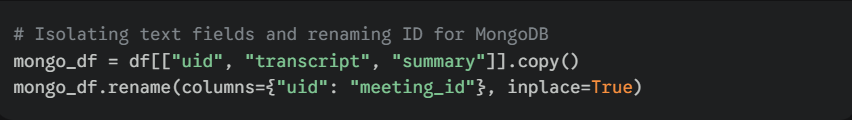 # Isolating text fields and renaming ID for MongoDB
mongo_df = df[["uid", "transcript", "summary"]].copy()
mongo_df.rename(columns={"uid": "meeting_id"}, inplace=True)